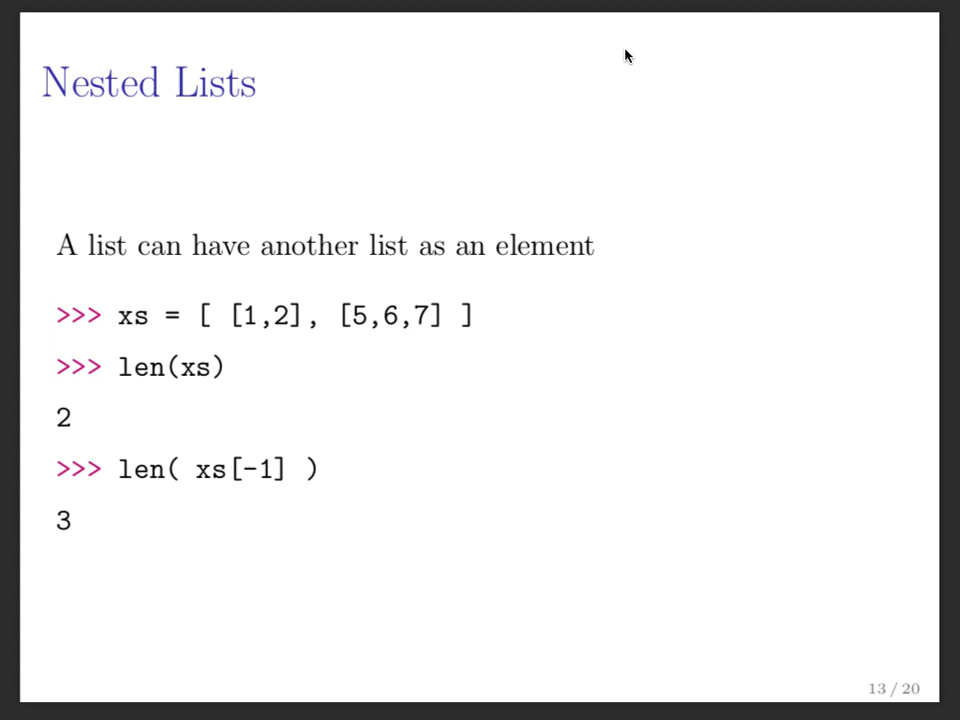 Nested Lists
A list can have another list as an element
>>> xs = [ [1,2], [5,6,7] ]
>>> len(xs)
2
>>> len( xs[-1] )
3
13 / 20